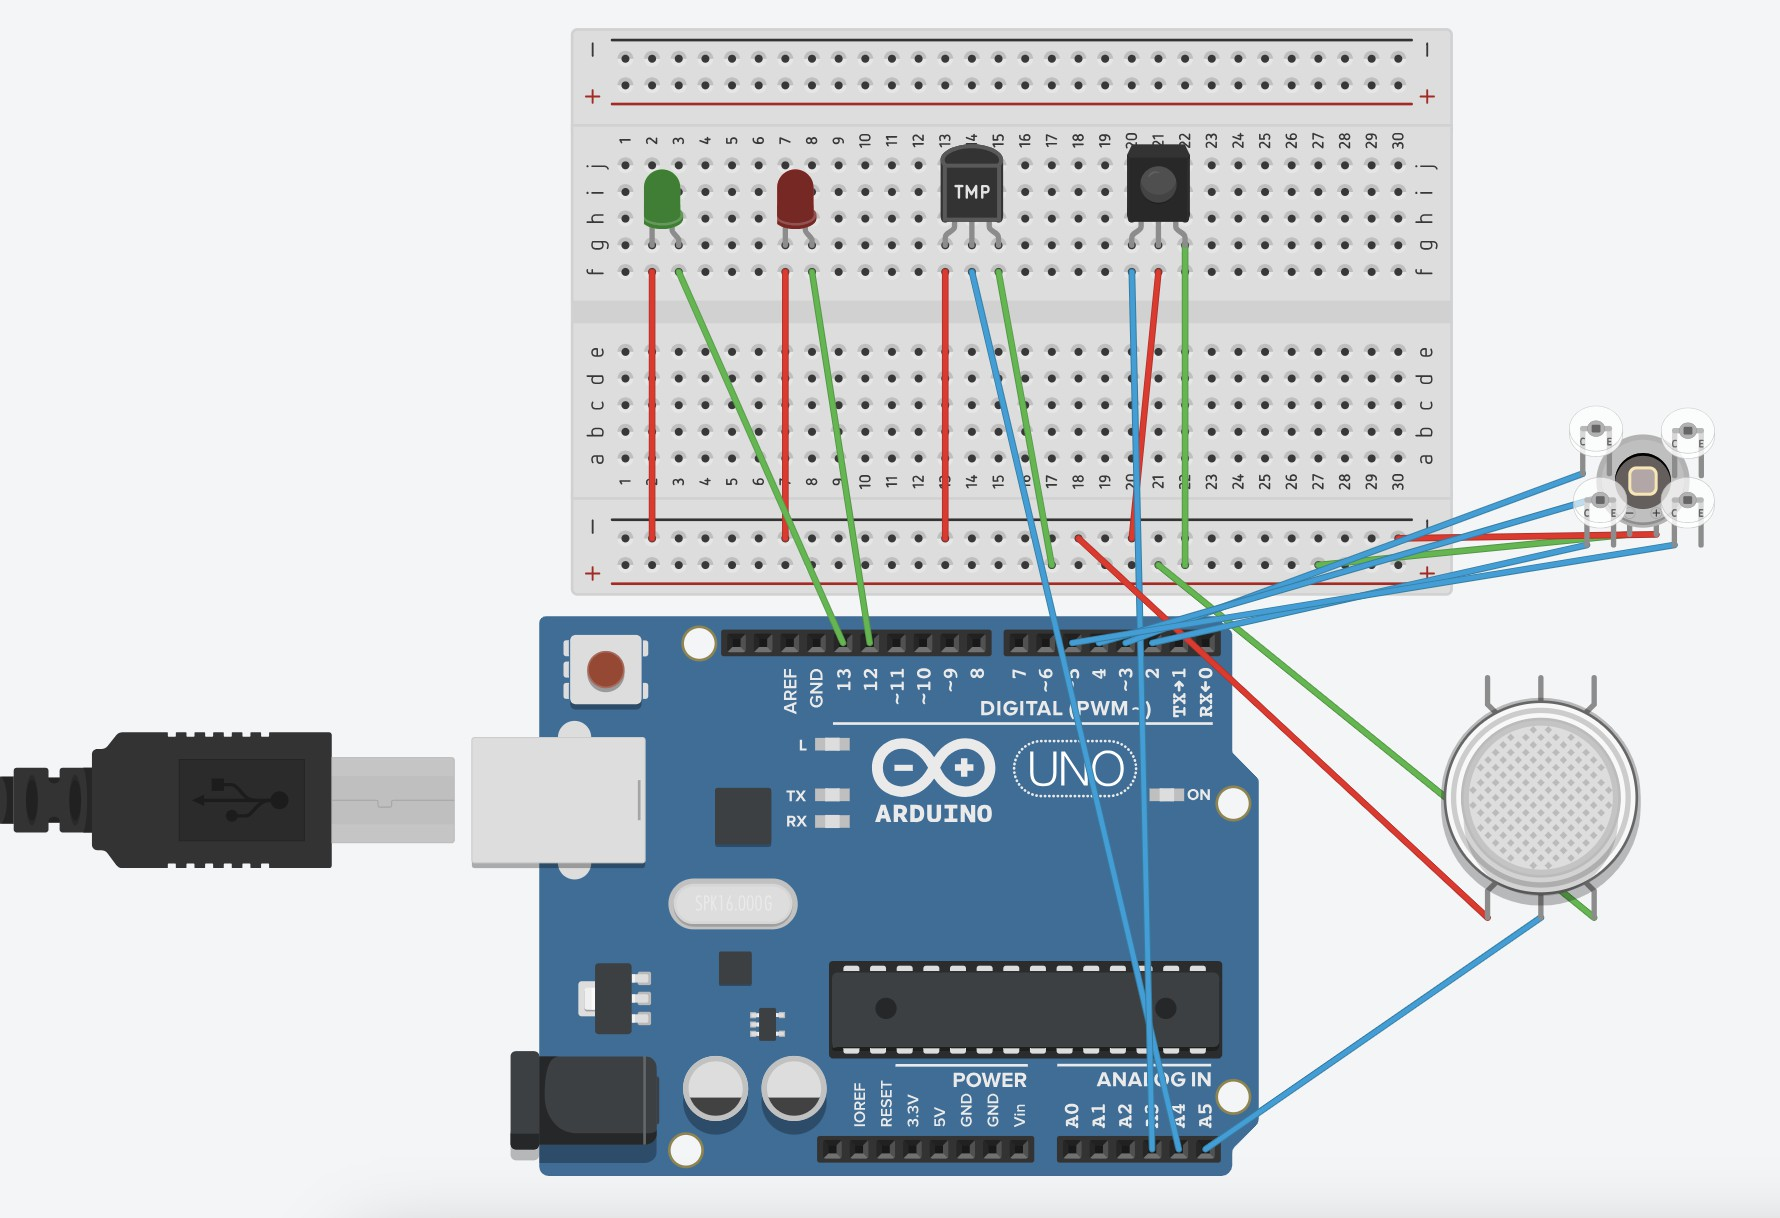 − −
+ +
1 2 3 4 5 6 7 8 9 10 11 12 13 14 15 16 17 18 19 20 21 22 23 24 25 26 27 28 29 30
j j
i i
h h
g g
f f
TMP
e e
d d
c c
b b
a a
1 2 3 4 5 6 7 8 9 10 11 12 13 14 15 16 17 18 19 20 21 22 23 24 25 26 27 28 29 30
− −
+ +
C E C E
C E − + C E
AREF GND 13 12 ~11 ~10 ~9 8 7 ~6 ~5 4 ~3 2 TX→1 RX←0
DIGITAL (PWM~)
L
TX
RX
ARDUINO
UNO
ON
SPK16.000G
POWER ANALOG IN
IOREF RESET 3.3V 5V GND GND Vin A0 A1 A2 A3 A4 A5